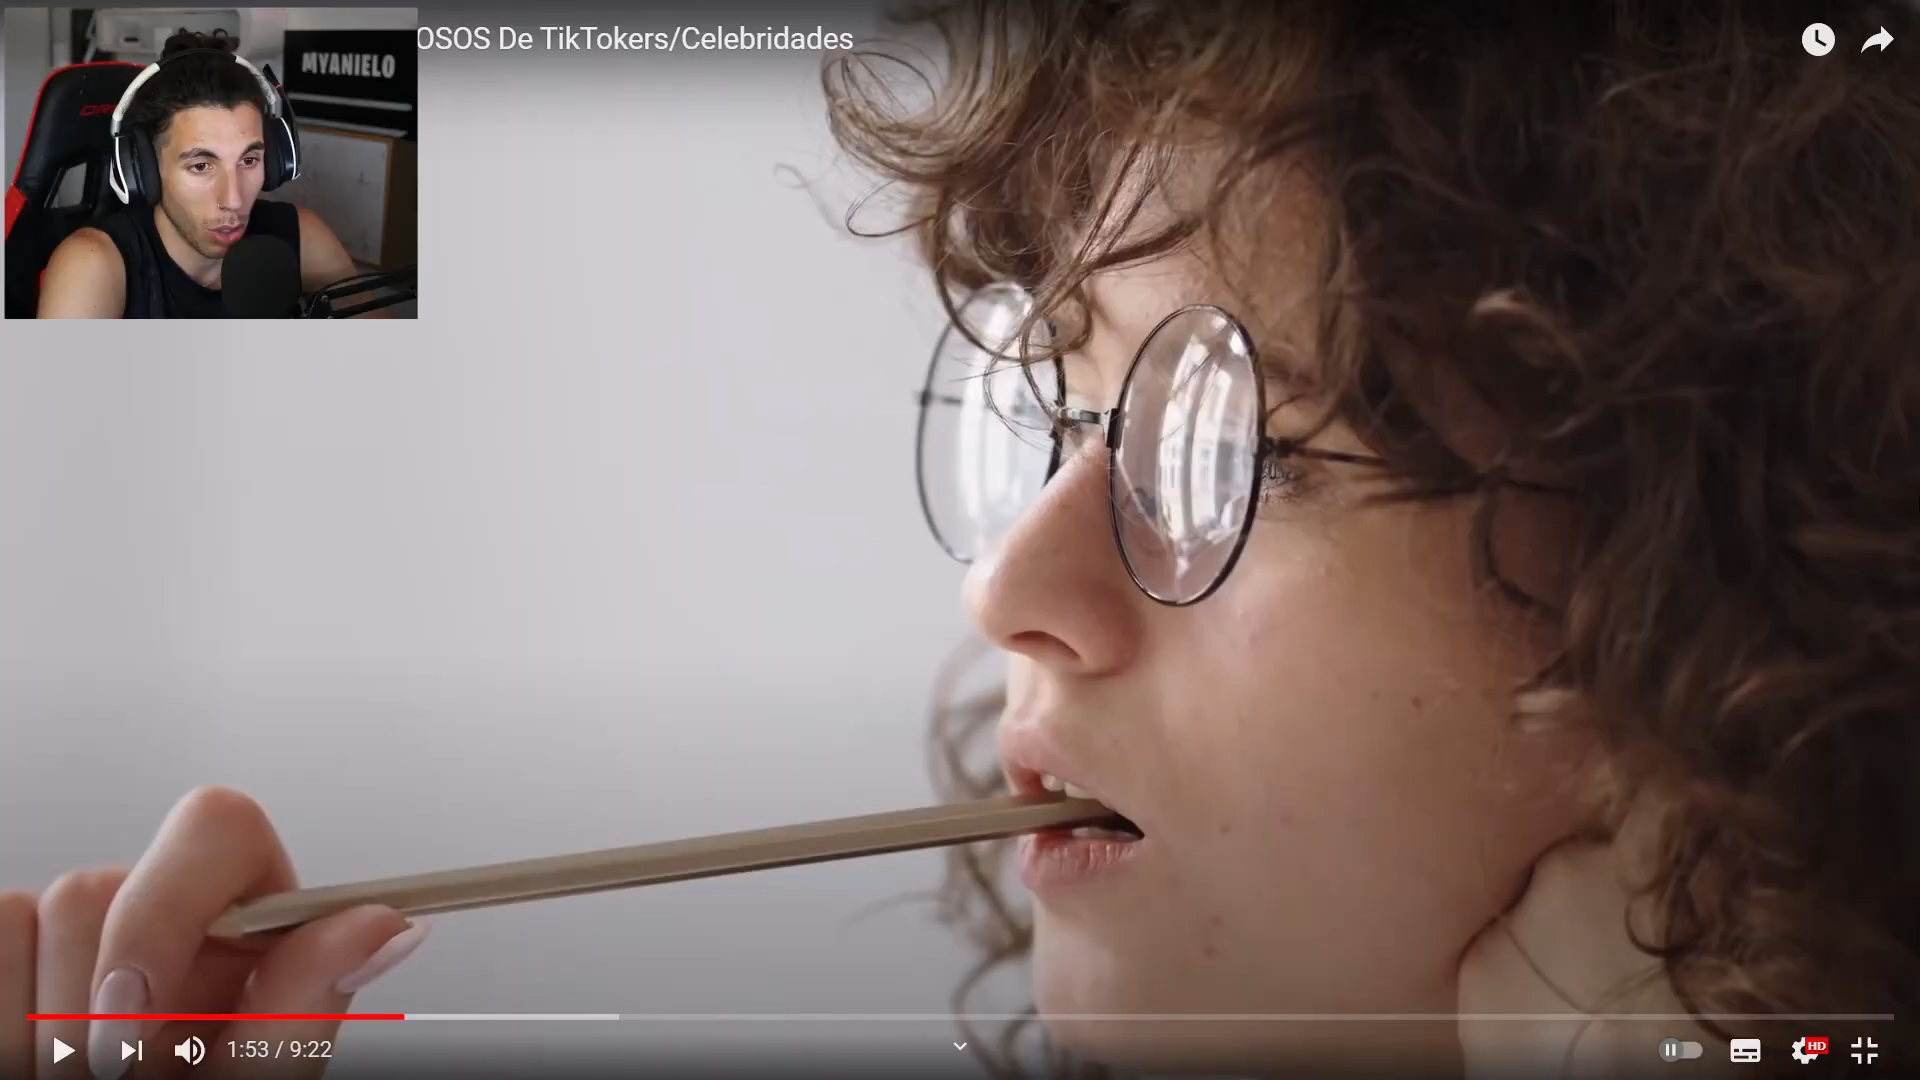 OSOS De TikTokers/Celebridades
MYANIELO
1:53 / 9:22
HD